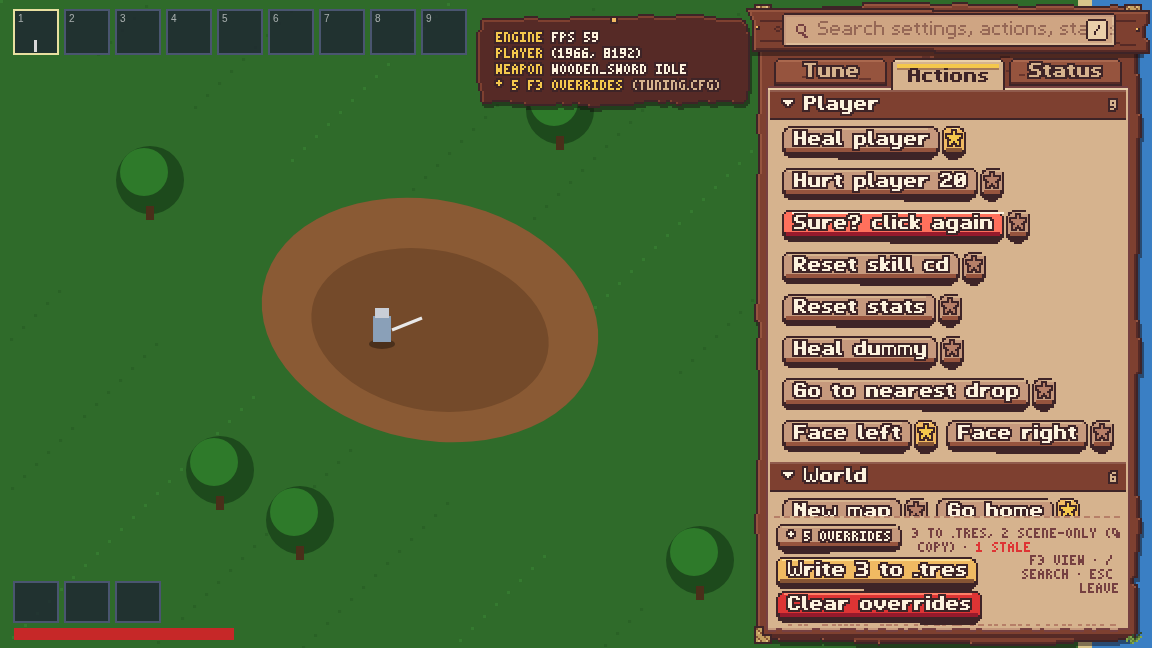 1 2 3 4 5 6 7 8 9
ENGINE FPS 59
PLAYER (1966, 8192)
WEAPON WOODEN_SWORD IDLE
+ 5 F3 OVERRIDES (TUNING.CFG)
Search settings, actions, sta
/
Tune
Actions
Status
Player 9
Heal player
Hurt player 20
Sure? click again
Reset skill cd
Reset stats
Heal dummy
Go to nearest drop
Face left
Face right
World 6
New map
Go home
+ 5 OVERRIDES
3 TO .TRES, 2 SCENE-ONLY (%
COPY) · 1 STALE
Write 3 to .tres
F3 VIEW · /
SEARCH · ESC
LEAVE
Clear overrides